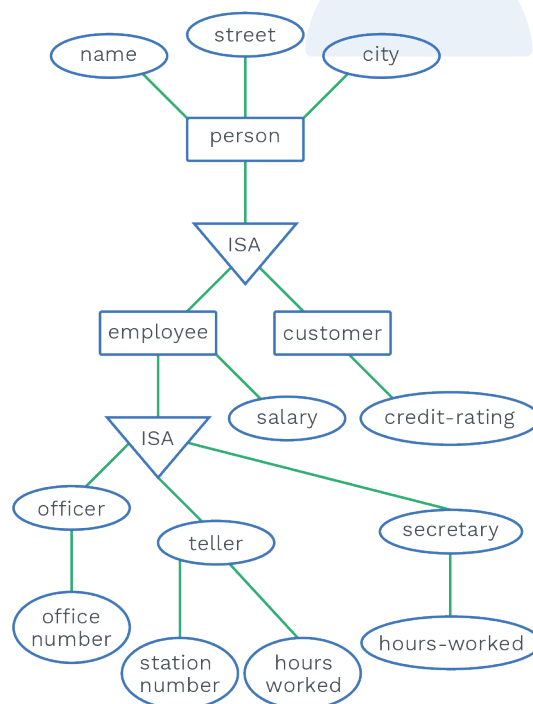 name
street
city
person
ISA
employee
customer
salary
credit-rating
ISA
officer
teller
secretary
office
number
station
number
hours
worked
hours-worked